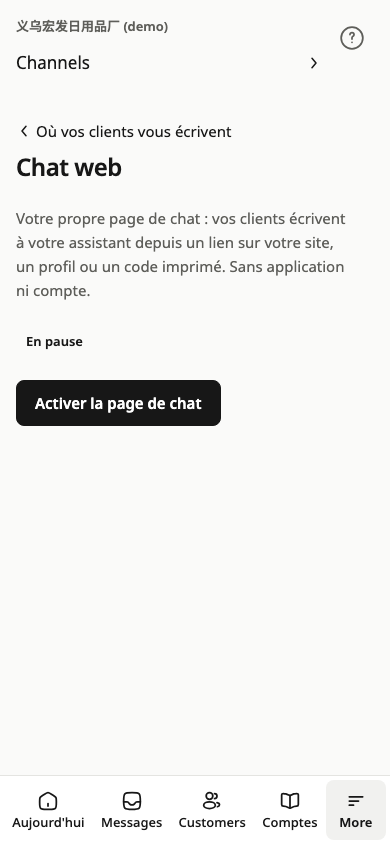 义乌宏发日用品厂 (demo)
Channels
Où vos clients vous écrivent
Chat web
Votre propre page de chat : vos clients écrivent
à votre assistant depuis un lien sur votre site,
un profil ou un code imprimé. Sans application
ni compte.
En pause
Activer la page de chat
Aujourd'hui
Messages
Customers
Comptes
More